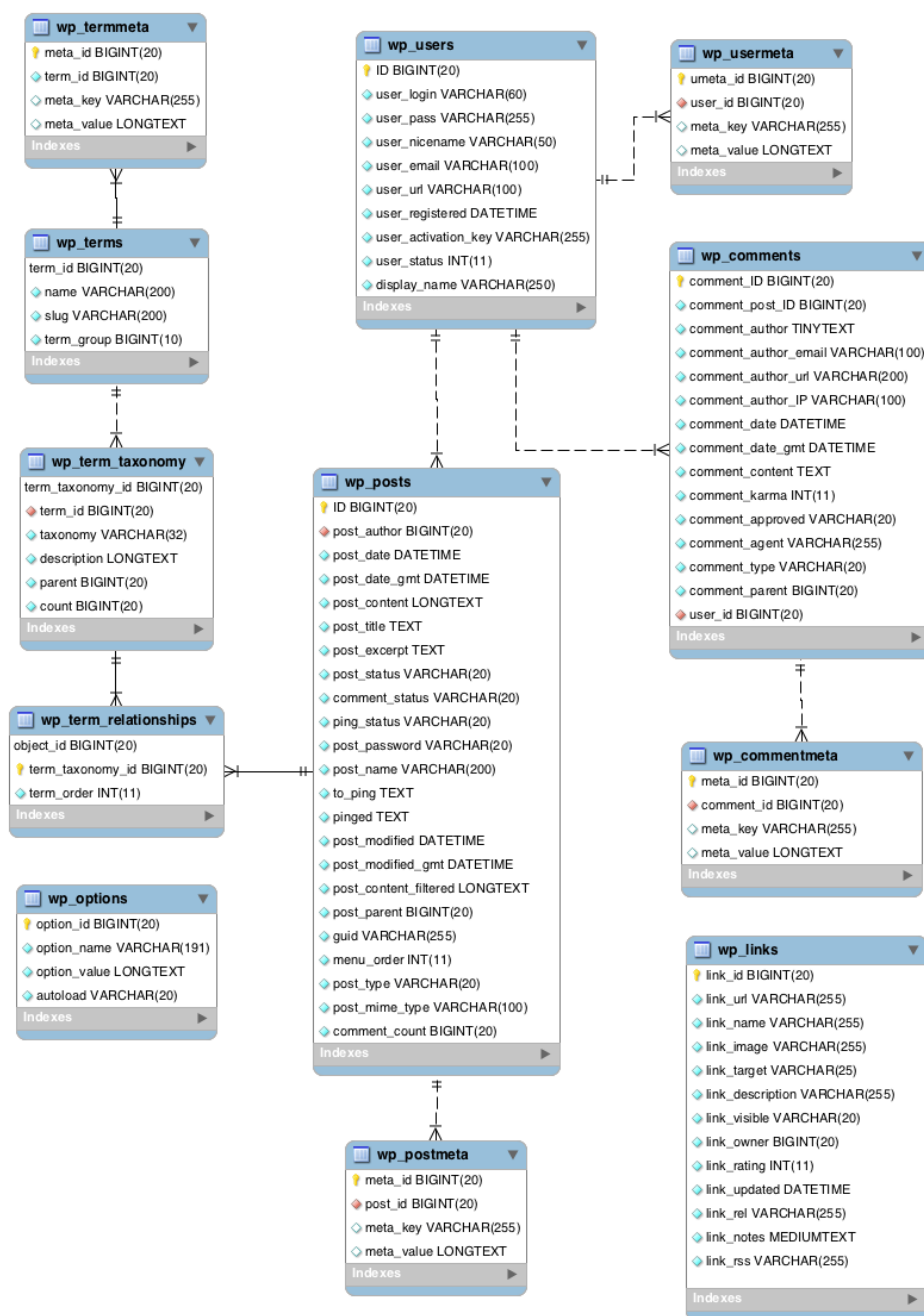 wp_termmeta
meta_id BIGINT(20)
term_id BIGINT(20)
meta_key VARCHAR(255)
meta_value LONGTEXT
Indexes
wp_terms
term_id BIGINT(20)
name VARCHAR(200)
slug VARCHAR(200)
term_group BIGINT(10)
Indexes
wp_term_taxonomy
term_taxonomy_id BIGINT(20)
term_id BIGINT(20)
taxonomy VARCHAR(32)
description LONGTEXT
parent BIGINT(20)
count BIGINT(20)
Indexes
wp_term_relationships
object_id BIGINT(20)
term_taxonomy_id BIGINT(20)
term_order INT(11)
Indexes
wp_options
option_id BIGINT(20)
option_name VARCHAR(191)
option_value LONGTEXT
autoload VARCHAR(20)
Indexes
wp_users
ID BIGINT(20)
user_login VARCHAR(60)
user_pass VARCHAR(255)
user_nicename VARCHAR(50)
user_email VARCHAR(100)
user_url VARCHAR(100)
user_registered DATETIME
user_activation_key VARCHAR(255)
user_status INT(11)
display_name VARCHAR(250)
Indexes
wp_posts
ID BIGINT(20)
post_author BIGINT(20)
post_date DATETIME
post_date_gmt DATETIME
post_content LONGTEXT
post_title TEXT
post_excerpt TEXT
post_status VARCHAR(20)
comment_status VARCHAR(20)
ping_status VARCHAR(20)
post_password VARCHAR(20)
post_name VARCHAR(200)
to_ping TEXT
pinged TEXT
post_modified DATETIME
post_modified_gmt DATETIME
post_content_filtered LONGTEXT
post_parent BIGINT(20)
guid VARCHAR(255)
menu_order INT(11)
post_type VARCHAR(20)
post_mime_type VARCHAR(100)
comment_count BIGINT(20)
Indexes
wp_postmeta
meta_id BIGINT(20)
post_id BIGINT(20)
meta_key VARCHAR(255)
meta_value LONGTEXT
Indexes
wp_usermeta
umeta_id BIGINT(20)
user_id BIGINT(20)
meta_key VARCHAR(255)
meta_value LONGTEXT
Indexes
wp_comments
comment_ID BIGINT(20)
comment_post_ID BIGINT(20)
comment_author TINYTEXT
comment_author_email VARCHAR(100)
comment_author_url VARCHAR(200)
comment_author_IP VARCHAR(100)
comment_date DATETIME
comment_date_gmt DATETIME
comment_content TEXT
comment_karma INT(11)
comment_approved VARCHAR(20)
comment_agent VARCHAR(255)
comment_type VARCHAR(20)
comment_parent BIGINT(20)
user_id BIGINT(20)
Indexes
wp_commentmeta
meta_id BIGINT(20)
comment_id BIGINT(20)
meta_key VARCHAR(255)
meta_value LONGTEXT
Indexes
wp_links
link_id BIGINT(20)
link_url VARCHAR(255)
link_name VARCHAR(255)
link_image VARCHAR(255)
link_target VARCHAR(25)
link_description VARCHAR(255)
link_visible VARCHAR(20)
link_owner BIGINT(20)
link_rating INT(11)
link_updated DATETIME
link_rel VARCHAR(255)
link_notes MEDIUMTEXT
link_rss VARCHAR(255)
Indexes